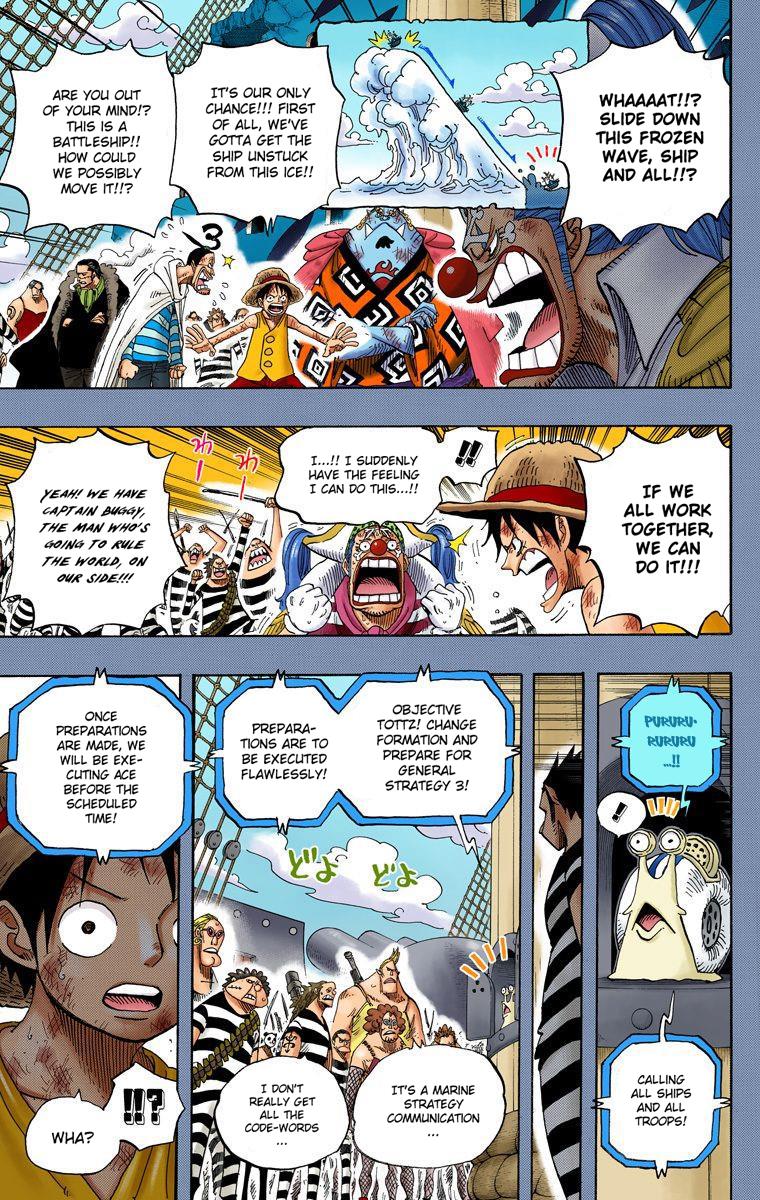 WHAAAAT!!?
SLIDE DOWN
THIS FROZEN
WAVE, SHIP
AND ALL!!?
IT'S OUR ONLY
CHANCE!!! FIRST
OF ALL, WE'VE
GOTTA GET THE
SHIP UNSTUCK
FROM THIS ICE!!
ARE YOU OUT
OF YOUR MIND!?
THIS IS A
BATTLESHIP!!
HOW COULD
WE POSSIBLY
MOVE IT!!?
3
IF WE
ALL WORK
TOGETHER,
WE CAN
DO IT!!!
!!
I...!! I SUDDENLY
HAVE THE FEELING
I CAN DO THIS...!!
YEAH! WE HAVE
CAPTAIN BUGGY,
THE MAN WHO'S
GOING TO RULE
THE WORLD, ON
OUR SIDE!!!
わー
わー
PURURU-
RURURU
...!!
!!
CALLING
ALL SHIPS
AND ALL
TROOPS!
OBJECTIVE
TOTTZ! CHANGE
FORMATION AND
PREPARE FOR
GENERAL
STRATEGY 3!
PREPARA-
TIONS ARE TO
BE EXECUTED
FLAWLESSLY!
どよ
どよ
IT'S A MARINE
STRATEGY
COMMUNICATION
...
I DON'T
REALLY GET
ALL THE
CODE-WORDS
...
ONCE
PREPARATIONS
ARE MADE, WE
WILL BE EXE-
CUTING ACE
BEFORE THE
SCHEDULED
TIME!
!!?
WHA?